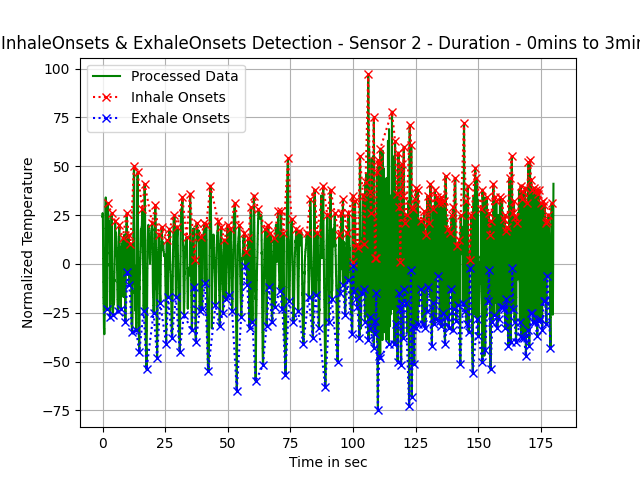 InhaleOnsets & ExhaleOnsets Detection - Sensor 2 - Duration - 0mins to 3min
Processed Data
Inhale Onsets
Exhale Onsets
Normalized Temperature
100
75
50
25
0
−25
−50
−75
0 25 50 75 100 125 150 175
Time in sec